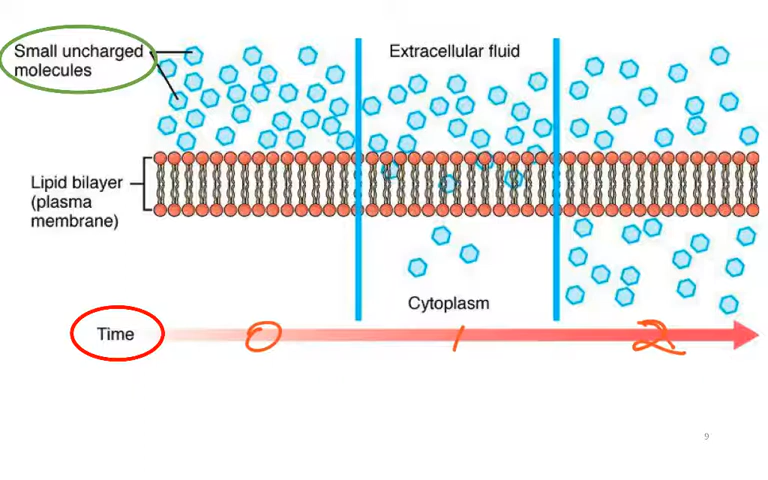 Small uncharged
molecules
Extracellular fluid
Lipid bilayer
(plasma
membrane)
Cytoplasm
Time
0 1 2
9